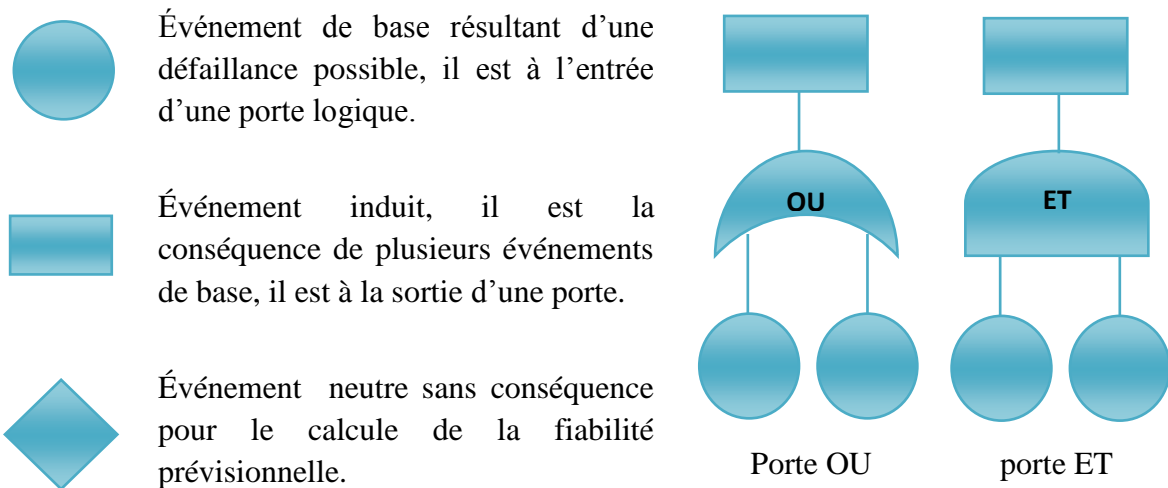 Événement de base résultant d’une
défaillance possible, il est à l’entrée
d’une porte logique.
Événement induit, il est la
conséquence de plusieurs événements
de base, il est à la sortie d’une porte.
Événement neutre sans conséquence
pour le calcule de la fiabilité
prévisionnelle.
OU
ET
Porte OU
porte ET